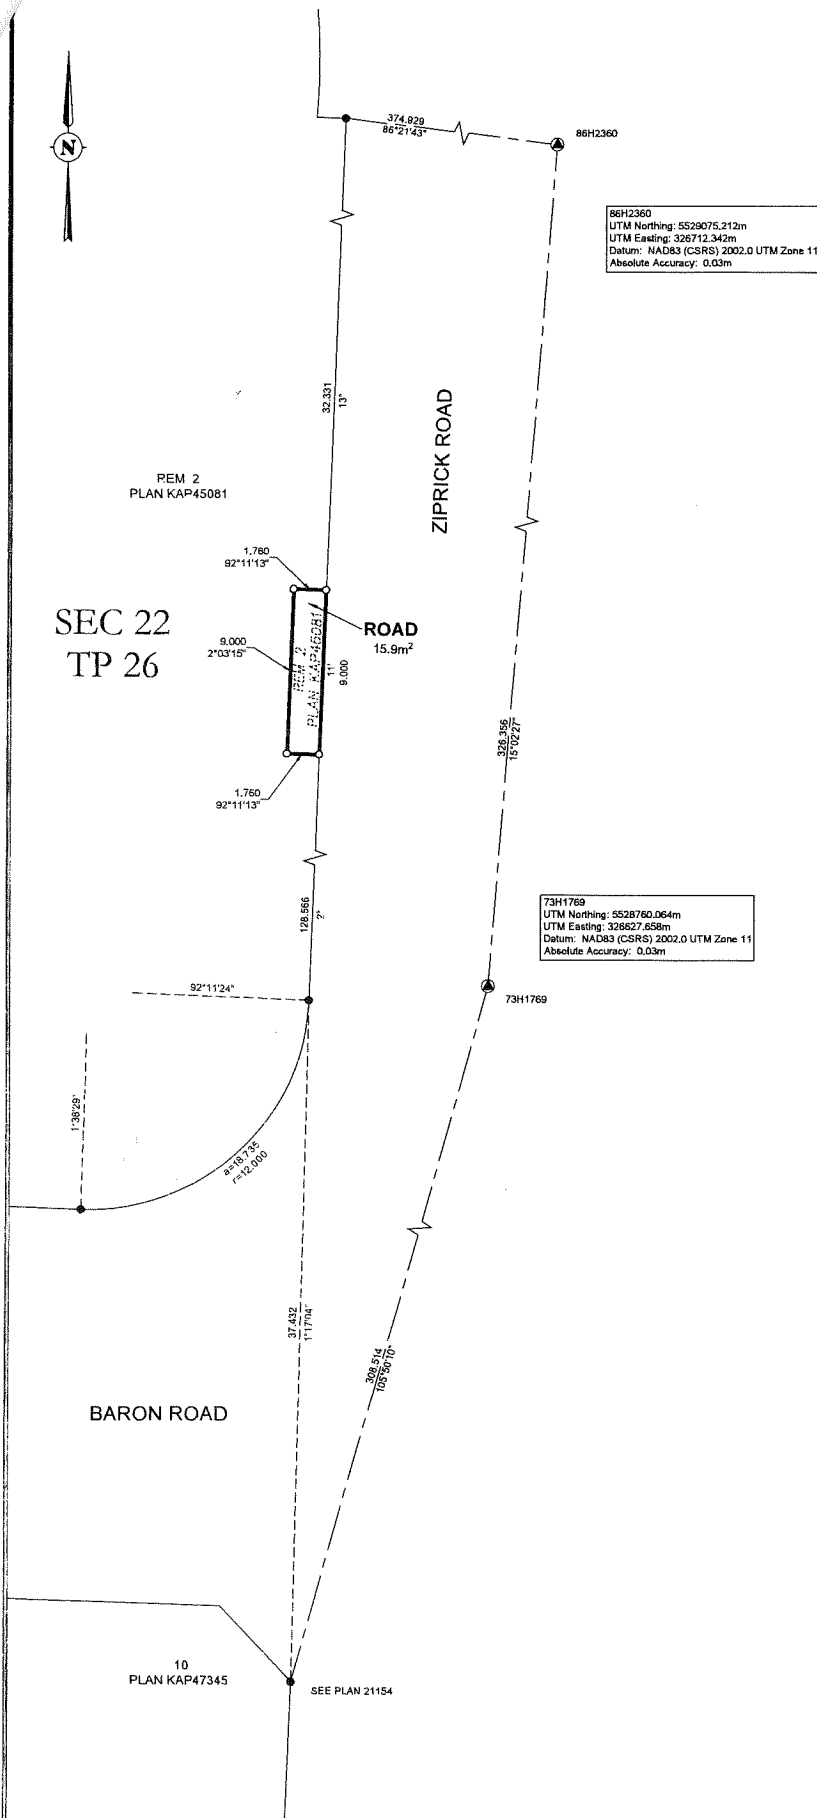 N
374.929
86°21'43"
86H2360
86H2360
UTM Northing: 5529075.212m
UTM Easting: 326712.342m
Datum: NAD83 (CSRS) 2002.0 UTM Zone 11
Absolute Accuracy: 0.03m
32.331
13"
ZIPRICK ROAD
REM 2
PLAN KAP45081
1.760
92°11'13"
SEC 22
TP 26
9.000
2°03'15"
REM 2
PLAN KAP45081
ROAD
15.9m²
11'
9.000
326.356
15°02'27"
1.760
92°11'13"
128.566
2°
73H1769
UTM Northing: 5528760.064m
UTM Easting: 326627.658m
Datum: NAD83 (CSRS) 2002.0 UTM Zone 11
Absolute Accuracy: 0.03m
92°11'24"
73H1769
1°38'29"
a=18.735
r=12.000
37.432
1°17'04"
308.514
105°50'10"
BARON ROAD
10
PLAN KAP47345
SEE PLAN 21154